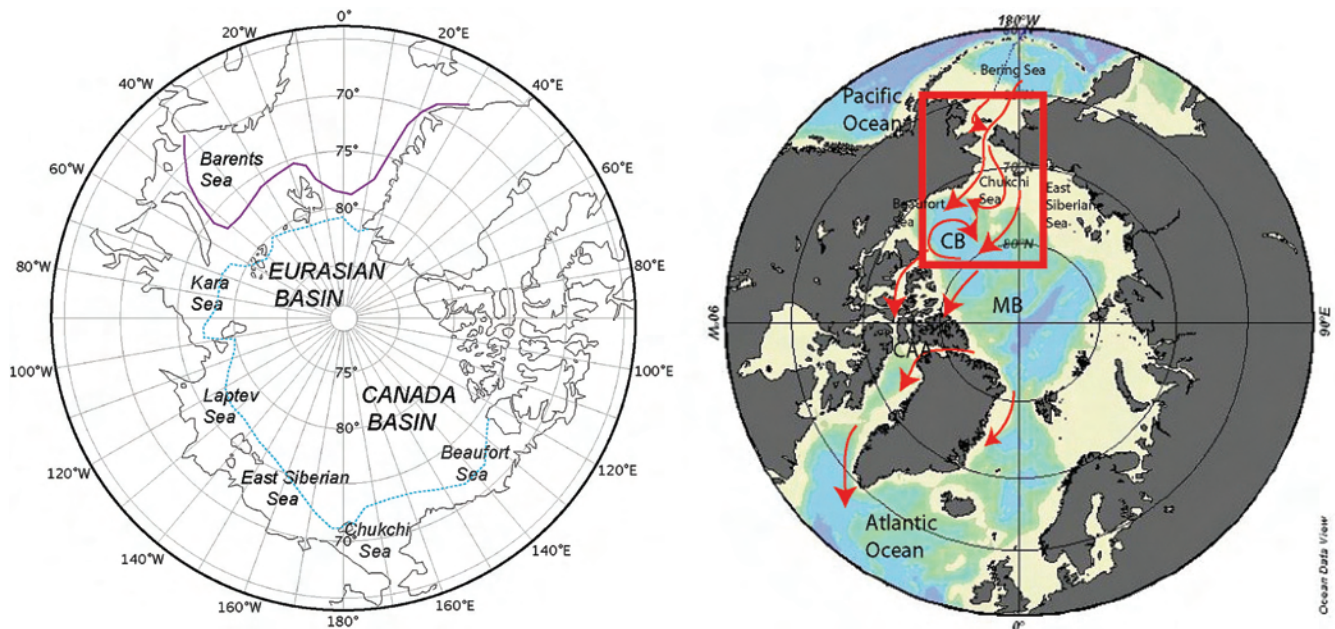 0°
20°W
20°E
40°W
40°E
70°
Barents
Sea
75°
60°W
60°E
80°
EURASIAN
BASIN
80°W
80°E
Kara
Sea
100°W
100°E
75°
Laptev
Sea
CANADA
BASIN
80°
120°W
120°E
East Siberian
Sea
Beaufort
Sea
Chukchi
Sea
70°
140°W
140°E
160°W
160°E
180°
180°W
Bering Sea
Pacific
Ocean
70°N
Chukchi
Sea
Beaufort
Sea
East
Siberian
Sea
CB
80°N
MB
90°W
90°E
CAA
Atlantic
Ocean
0°
Ocean Data View